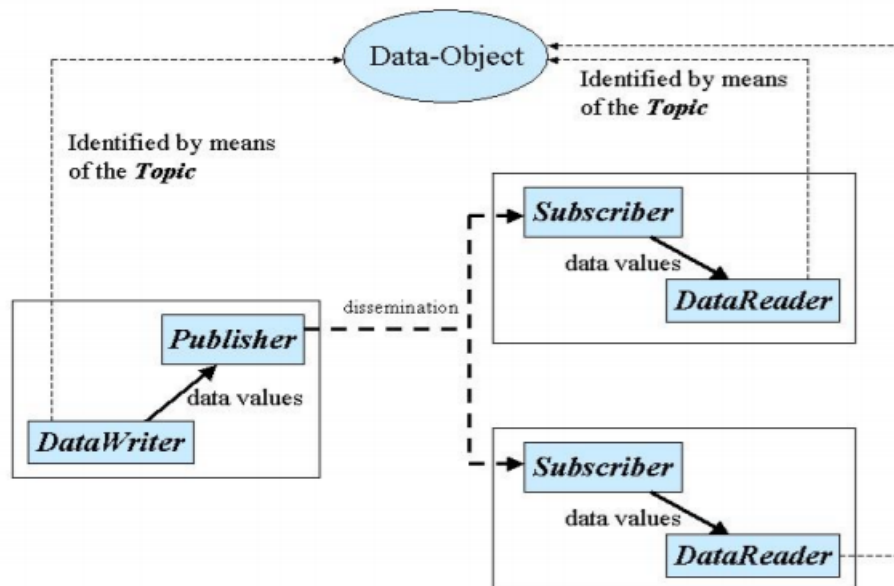 Data-Object
Identified by means
of the Topic
Identified by means
of the Topic
Subscriber
data values
DataReader
dissemination
Publisher
data values
DataWriter
Subscriber
data values
DataReader